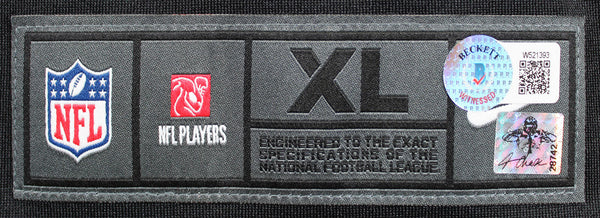 NFL
NFL PLAYERS
XL
ENGINEERED TO THE EXACT
SPECIFICATIONS OF THE
NATIONAL FOOTBALL LEAGUE
BECKETT
WITNESSED
W521393
28742